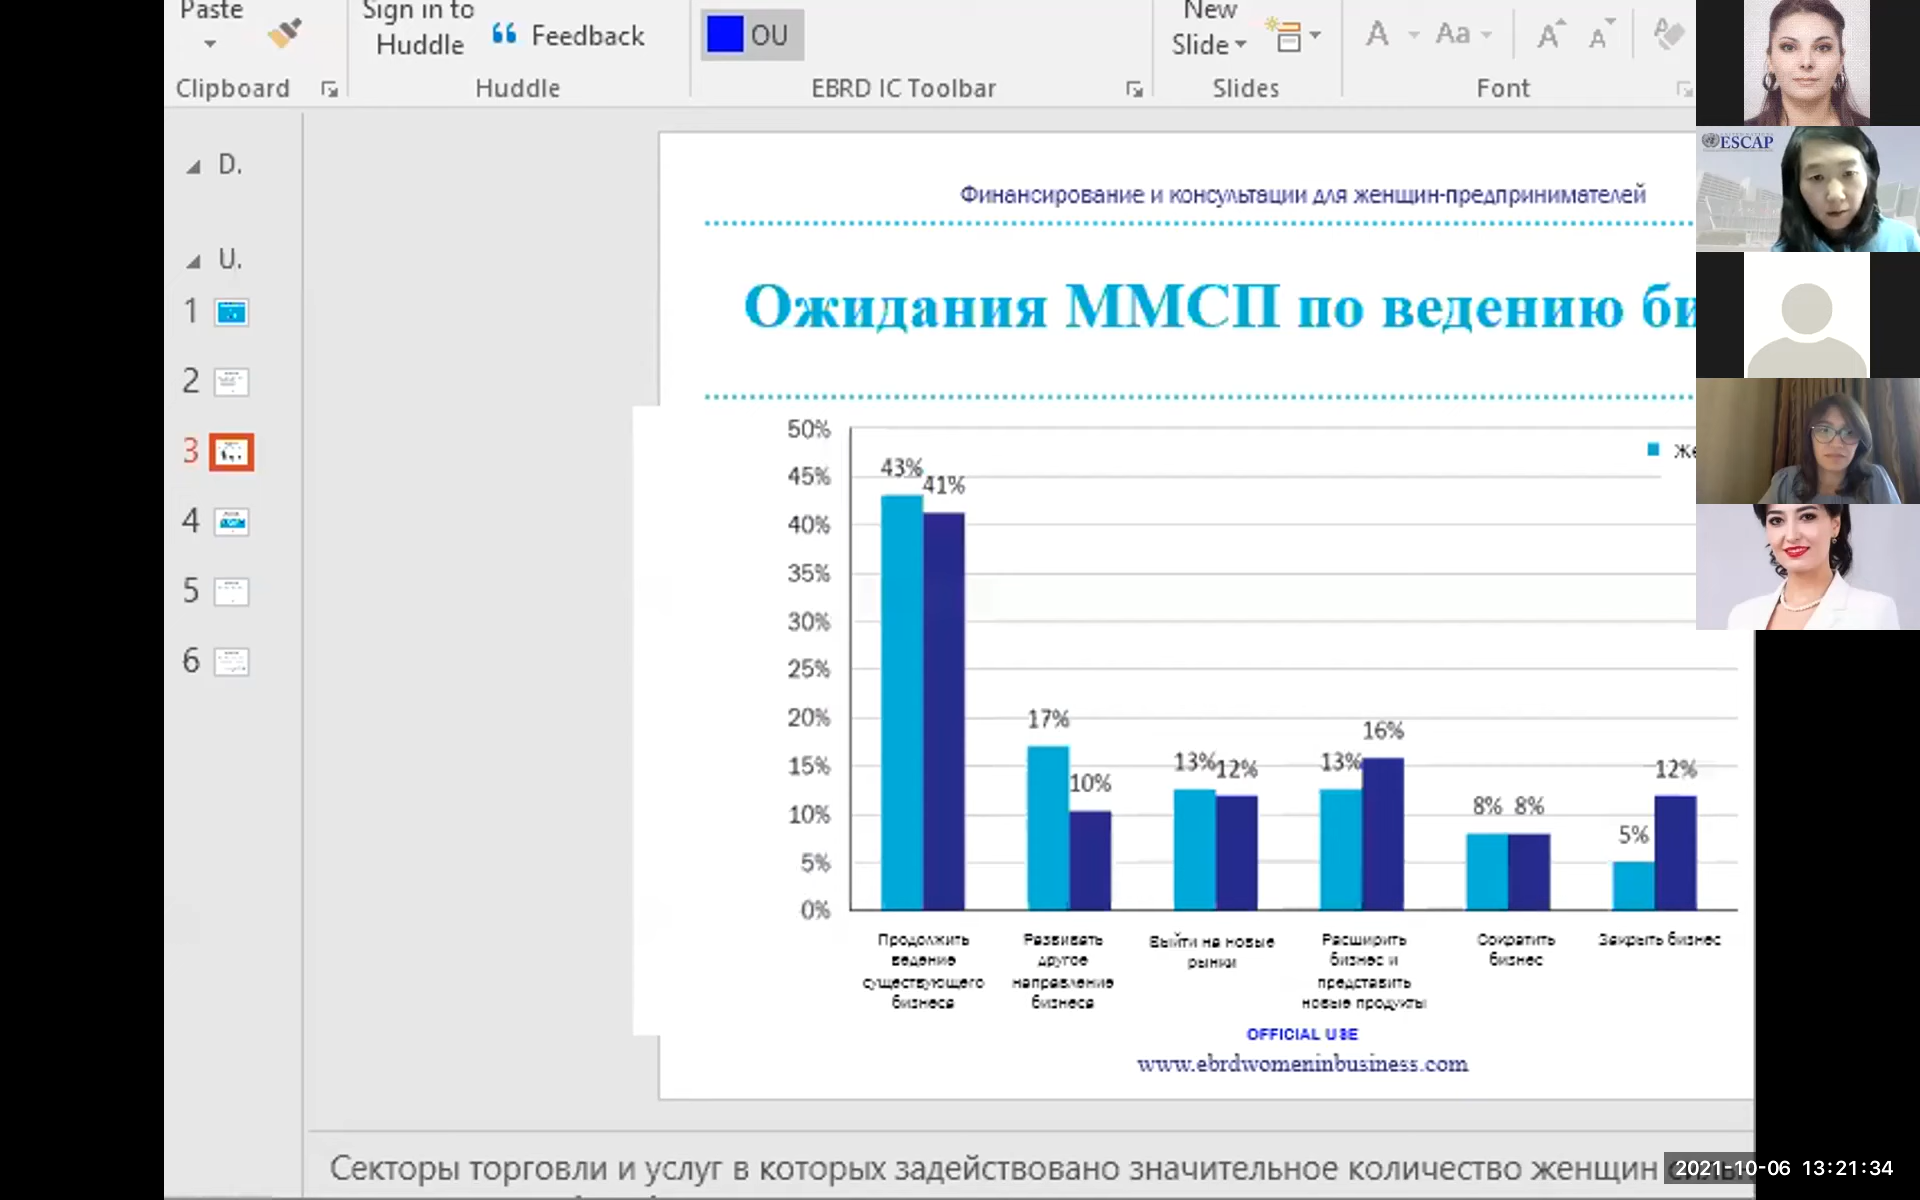 Paste
Sign in to
Huddle
Feedback
OU
New
Slide
A
Aa
A
A
Clipboard
Huddle
EBRD IC Toolbar
Slides
Font
ESCAP
D.
U.
1
2
3
4
5
6
Финансирование и консультации для женщин-предпринимателей
Ожидания ММСП по ведению би
50%
45%
40%
35%
30%
25%
20%
15%
10%
5%
0%
Же
43%
41%
17%
10%
13%
12%
13%
16%
8%
8%
5%
12%
Продолжить
ведение
существующего
бизнеса
Развивать
другое
направление
бизнеса
Выйти на новые
рынки
Расширить
бизнес и
представить
новые продукты
Сократить
бизнес
Закрыть бизнес
OFFICIAL USE
www.ebrdwomeninbusiness.com
Секторы торговли и услуг в которых задействовано значительное количество женщин
2021-10-06 13:21:34